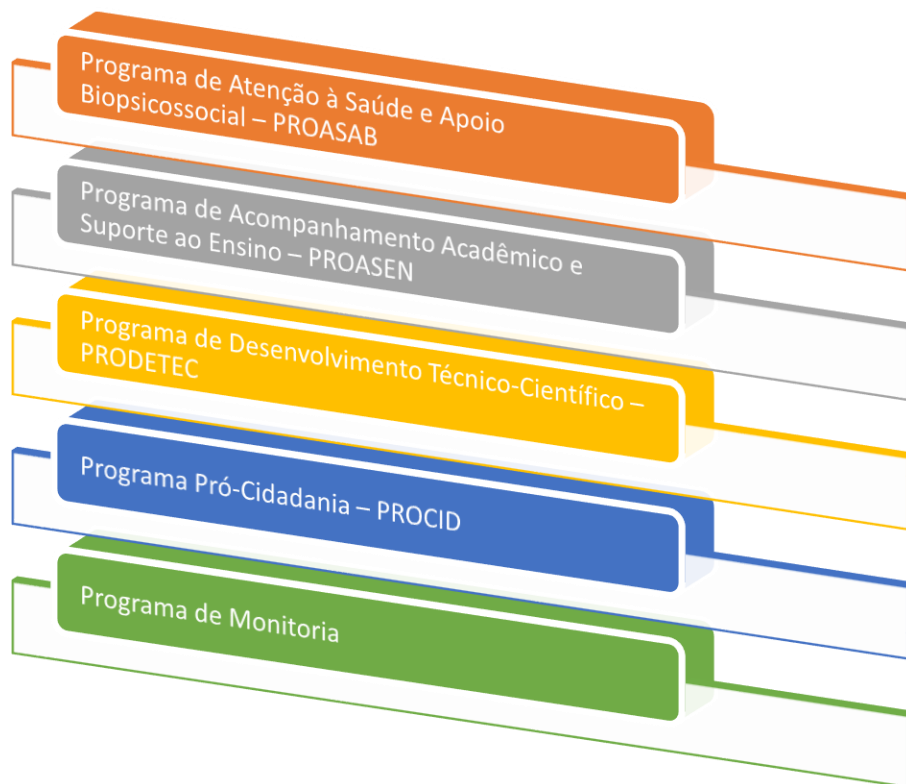 Programa de Atenção à Saúde e Apoio
Biopsicossocial – PROASAB
Programa de Acompanhamento Acadêmico e
Suporte ao Ensino – PROASEN
Programa de Desenvolvimento Técnico-Científico –
PRODETEC
Programa Pró-Cidadania – PROCID
Programa de Monitoria